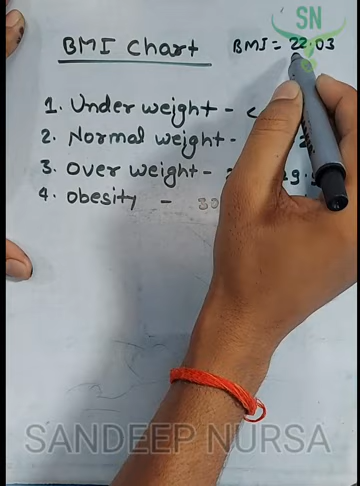 SN
BMI Chart
BMI = 22.03
1. Under weight - <
2. Normal weight -
3. Over weight -
4. obesity - 30
SANDEEP NURSA